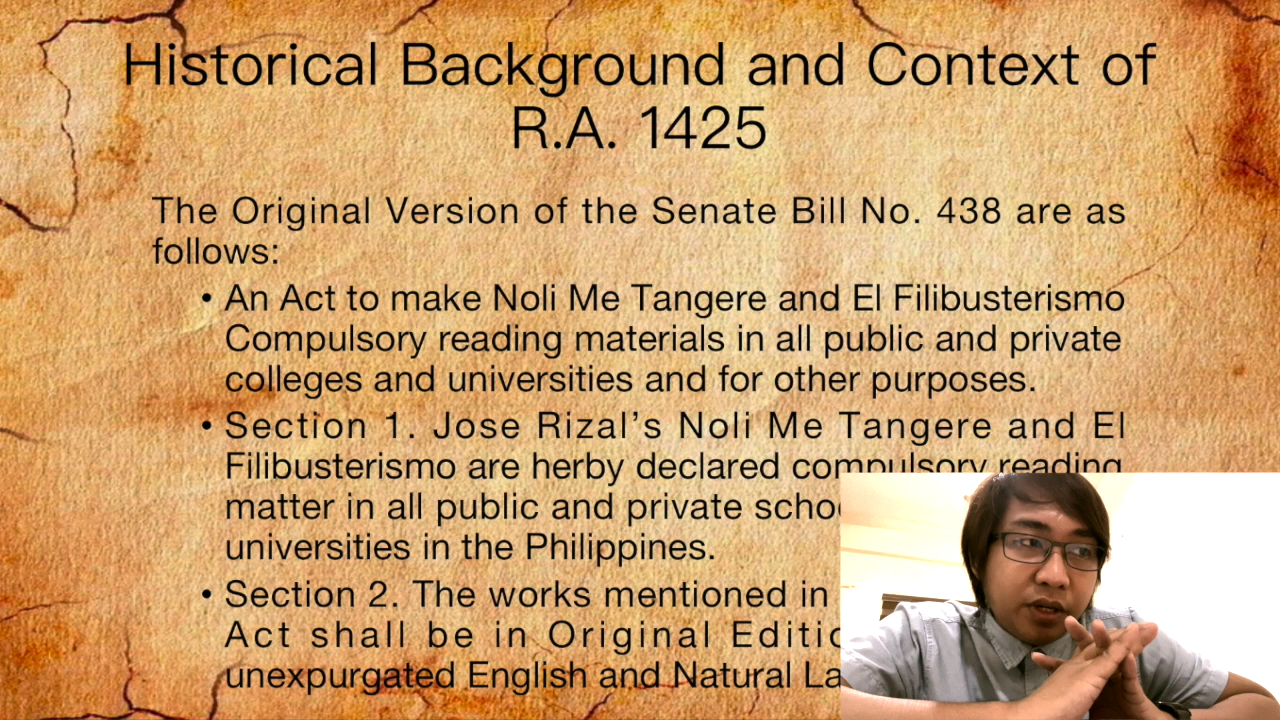 Historical Background and Context of
R.A. 1425
The Original Version of the Senate Bill No. 438 are as
follows:
• An Act to make Noli Me Tangere and El Filibusterismo
Compulsory reading materials in all public and private
colleges and universities and for other purposes.
• Section 1. Jose Rizal’s Noli Me Tangere and El
Filibusterismo are herby declared compulsory reading
matter in all public and private
universities in the Philippines.
• Section 2. The works mentioned in
Act shall be in Original
unexpurgated English and Natural